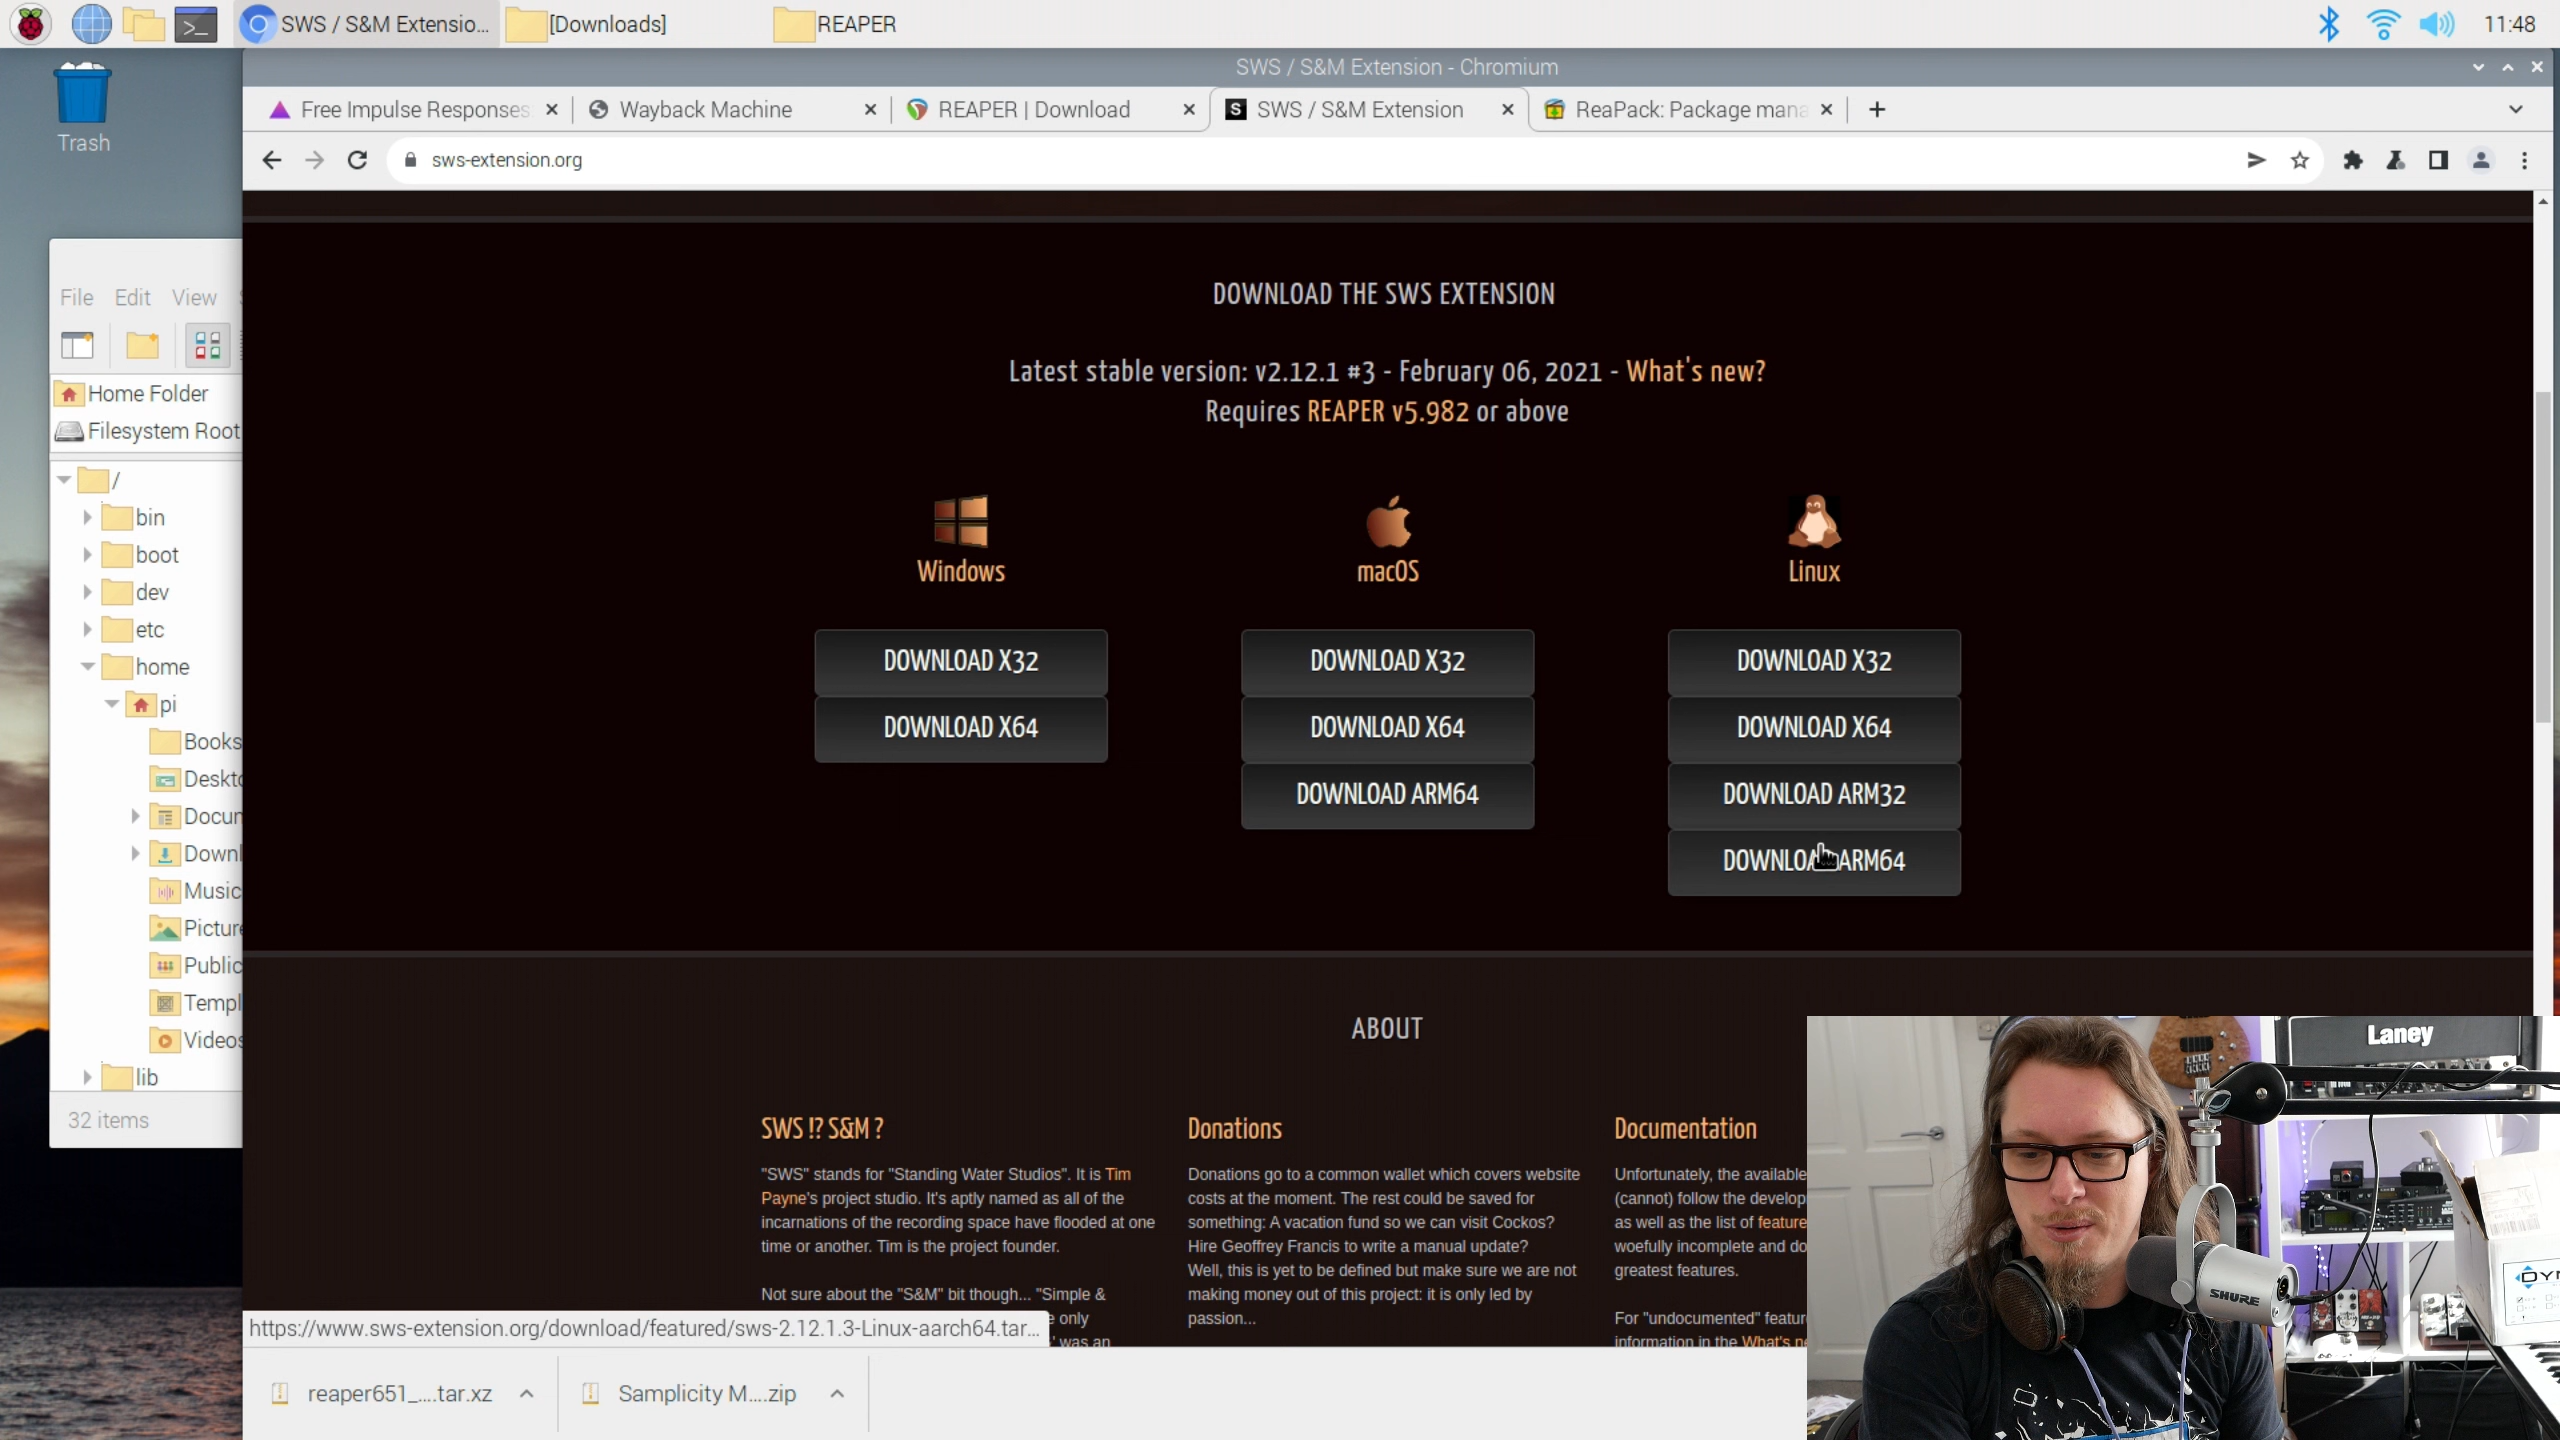 SWS / S&M Extensio...
[Downloads]
REAPER
11:48
Trash
SWS / S&M Extension - Chromium
Free Impulse Responses
Wayback Machine
REAPER | Download
SWS / S&M Extension
ReaPack: Package mana
sws-extension.org
File Edit View
Home Folder
Filesystem Root
/
bin
boot
dev
etc
home
pi
Books
Deskto
Docum
Downl
Music
Picture
Public
Templ
Videos
lib
32 items
DOWNLOAD THE SWS EXTENSION
Latest stable version: v2.12.1 #3 - February 06, 2021 - What's new?
Requires REAPER v5.982 or above
Windows
DOWNLOAD X32
DOWNLOAD X64
macOS
DOWNLOAD X32
DOWNLOAD X64
DOWNLOAD ARM64
Linux
DOWNLOAD X32
DOWNLOAD X64
DOWNLOAD ARM32
DOWNLOAD ARM64
ABOUT
SWS !? S&M ?
"SWS" stands for "Standing Water Studios". It is Tim
Payne's project studio. It's aptly named as all of the
incarnations of the recording space have flooded at one
time or another. Tim is the project founder.
Not sure about the "S&M" bit though... "Simple &
e only
' was an
Donations
Donations go to a common wallet which covers website
costs at the moment. The rest could be saved for
something: A vacation fund so we can visit Cockos?
Hire Geoffrey Francis to write a manual update?
Well, this is yet to be defined but make sure we are not
making money out of this project: it is only led by
passion...
Documentation
Unfortunately, the available
(cannot) follow the develop
as well as the list of feature
woefully incomplete and do
greatest features.
For "undocumented" featur
information in the What's ne
https://www.sws-extension.org/download/featured/sws-2.12.1.3-Linux-aarch64.tar...
reaper651_....tar.xz
Samplicity M....zip
Laney
SHURE
DYN